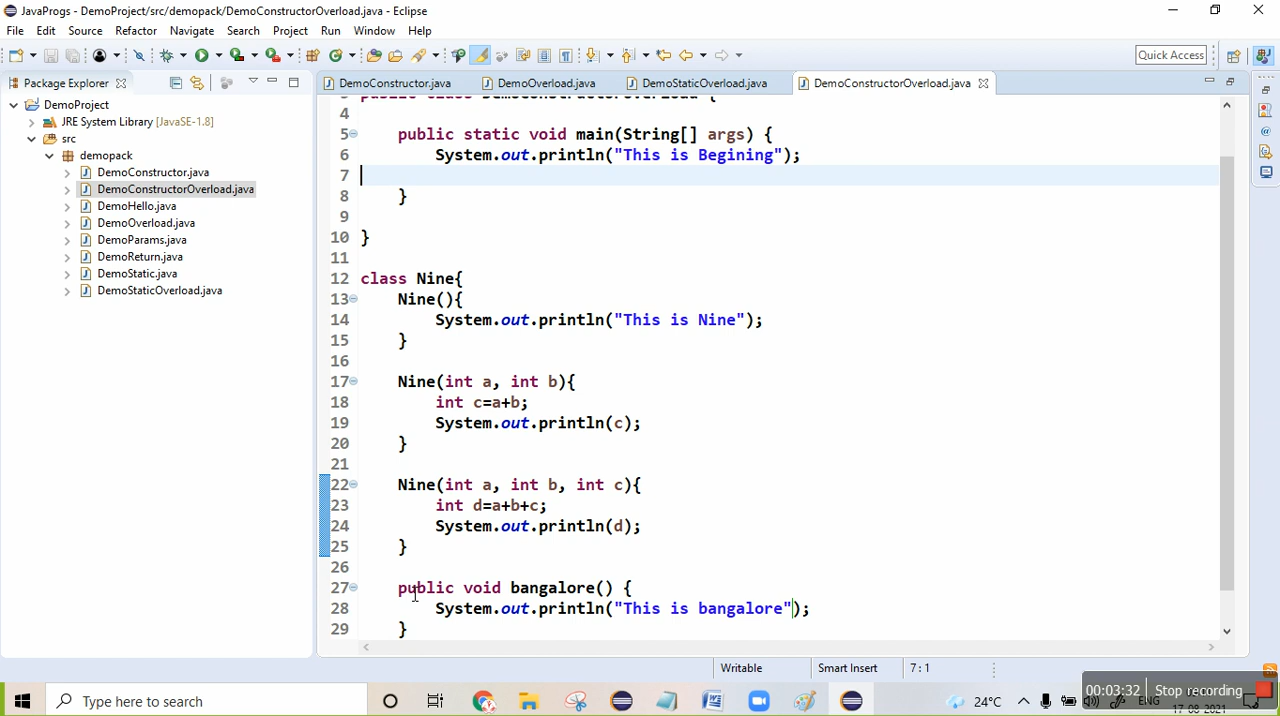 JavaProgs - DemoProject/src/demopack/DemoConstructorOverload.java - Eclipse
File Edit Source Refactor Navigate Search Project Run Window Help
Quick Access
Package Explorer
DemoConstructor.java DemoOverload.java DemoStaticOverload.java DemoConstructorOverload.java
DemoProject
JRE System Library [JavaSE-1.8]
src
demopack
DemoConstructor.java
DemoConstructorOverload.java
DemoHello.java
DemoOverload.java
DemoParams.java
DemoReturn.java
DemoStatic.java
DemoStaticOverload.java
3 public class DemoConstructorOverload {
4
5 public static void main(String[] args) {
6 System.out.println("This is Begining");
7
8 }
9
10 }
11
12 class Nine{
13 Nine(){
14 System.out.println("This is Nine");
15 }
16
17 Nine(int a, int b){
18 int c=a+b;
19 System.out.println(c);
20 }
21
22 Nine(int a, int b, int c){
23 int d=a+b+c;
24 System.out.println(d);
25 }
26
27 public void bangalore() {
28 System.out.println("This is bangalore");
29 }
Writable Smart Insert 7 : 1
00:03:32 Stop recording
Type here to search
24°C ENG
17-08-2021